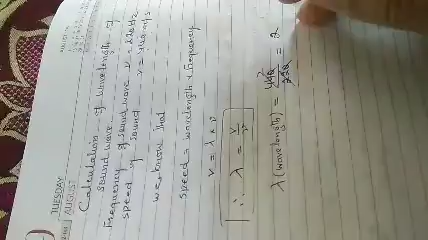 TUESDAY
AUGUST
Calculation of wavelength of
sound wave
Frequency of sound wave ν = 220 Hz
speed of sound v = 440 m/s
we know that
speed = wavelength × frequency
v = λ × ν
∴ λ = v/ν
λ (wavelength) = 440/220 = 2